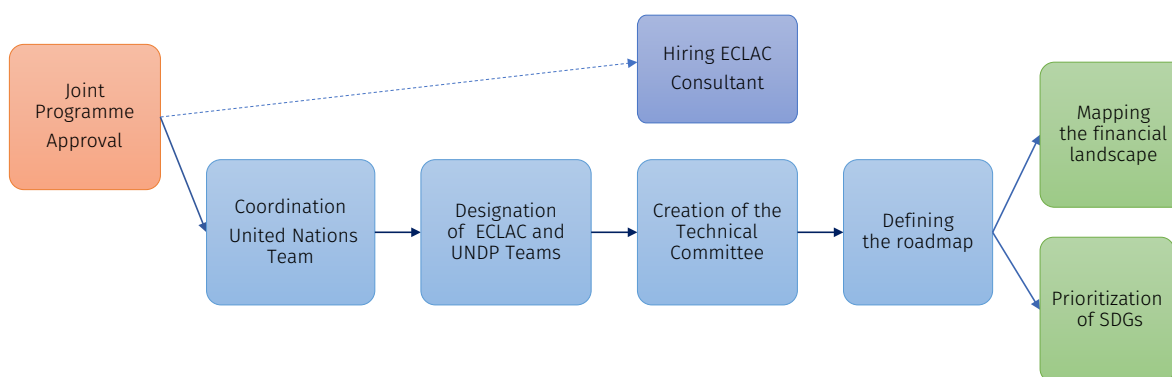 Joint
Programme
Approval
Hiring ECLAC
Consultant
Coordination
United Nations
Team
Designation
of ECLAC and
UNDP Teams
Creation of the
Technical
Committee
Defining
the roadmap
Mapping
the financial
landscape
Prioritization
of SDGs